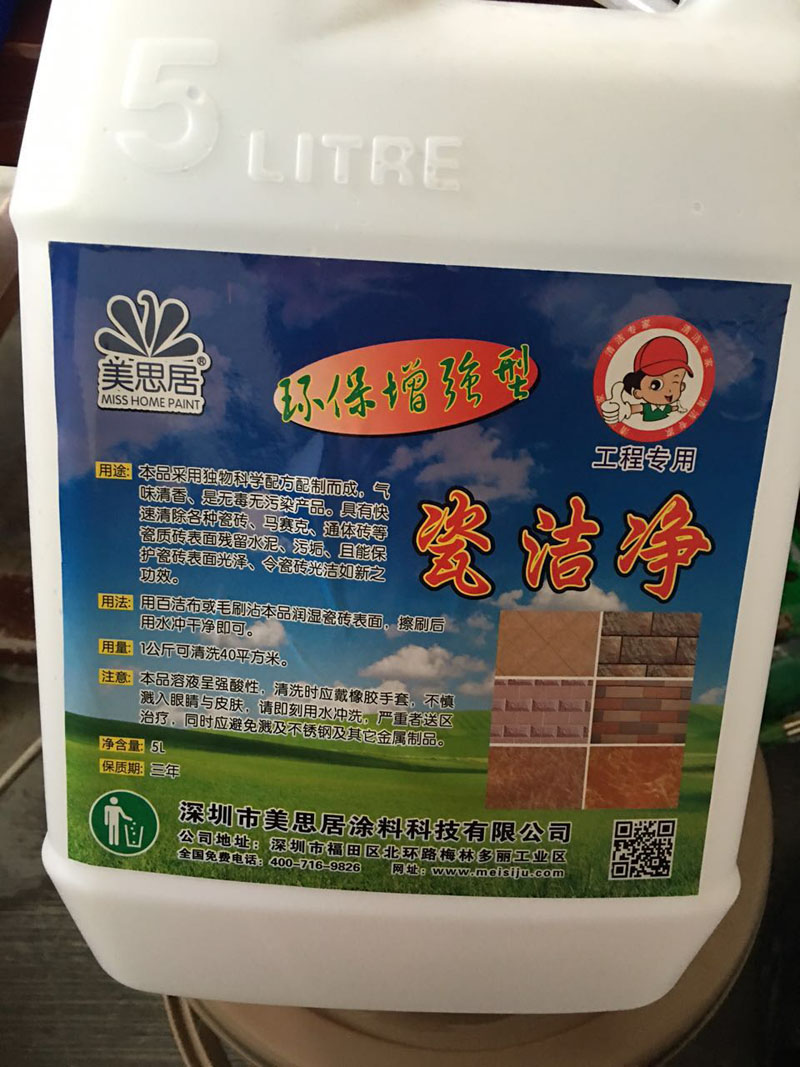 5 LITRE
美思居®
MISS HOME PAINT
环保增强型
清洁专家 清洁专家
工程专用
瓷洁净
用途: 本品采用独物科学配方配制而成，气
味清香、是无毒无污染产品。具有快
速清除各种瓷砖、马赛克、通体砖等
瓷质砖表面残留水泥、污垢、且能保
护瓷砖表面光泽、令瓷砖光洁如新之
功效。
用法: 用百洁布或毛刷沾本品润湿瓷砖表面，擦刷后
用水冲干净即可。
用量: 1公斤可清洗40平方米。
注意: 本品溶液呈强酸性，清洗时应戴橡胶手套，不慎
溅入眼睛与皮肤，请即刻用水冲洗，严重者送区
治疗，同时应避免溅及不锈钢及其它金属制品。
净含量: 5L
保质期: 三年
深圳市美思居涂料科技有限公司
公司地址：深圳市福田区北环路梅林多丽工业区
全国免费电话：400-716-9826 网址：www.meisiju.com